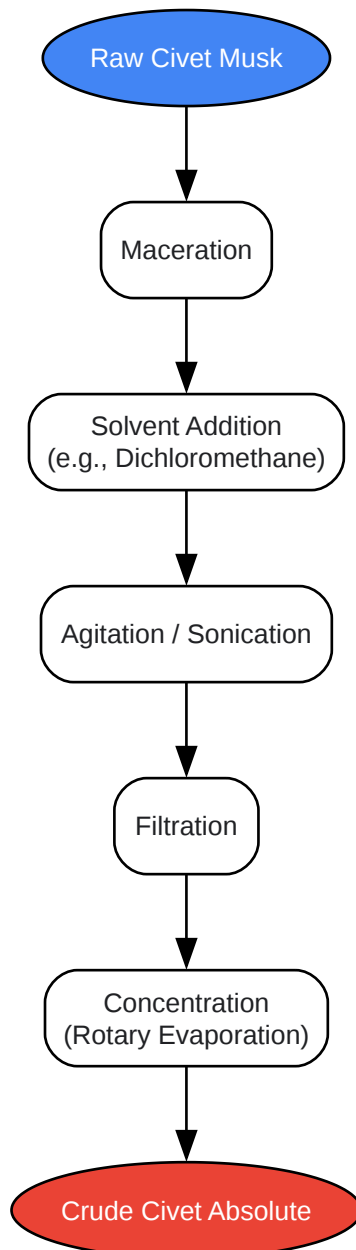 Raw Civet Musk
Maceration
Solvent Addition
(e.g., Dichloromethane)
Agitation / Sonication
Filtration
Concentration
(Rotary Evaporation)
Crude Civet Absolute